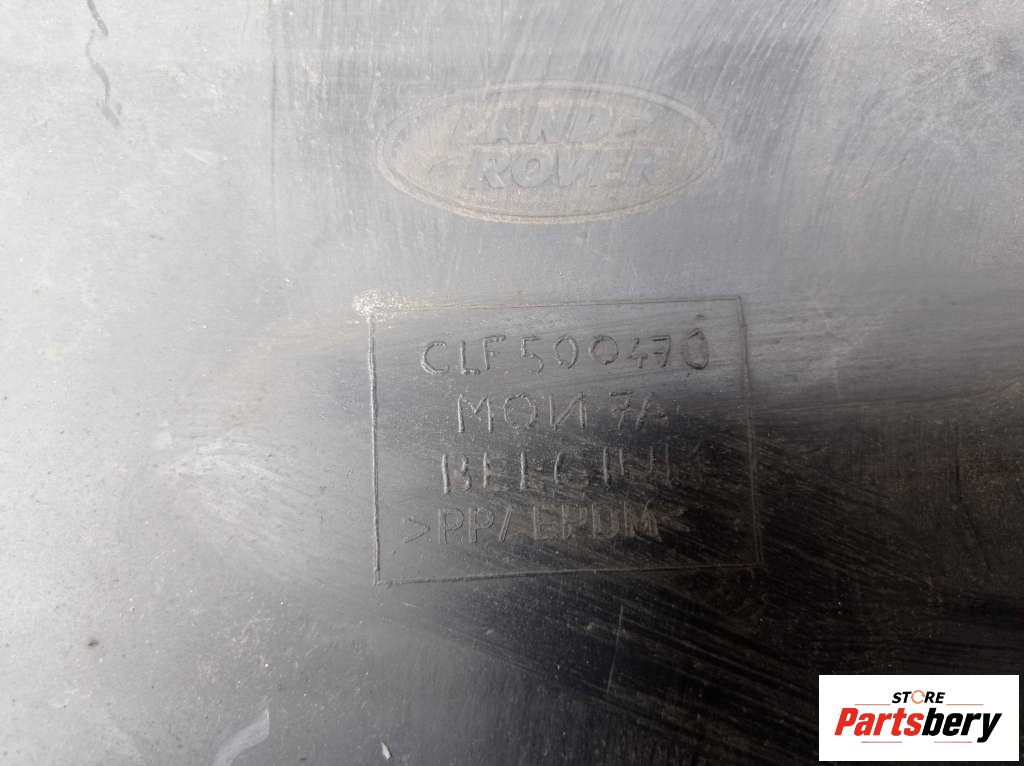 LAND
ROVER
CLF500470
MOИ 7A
BELGIUM
>PP/EPDM<
STORE
Partsbery